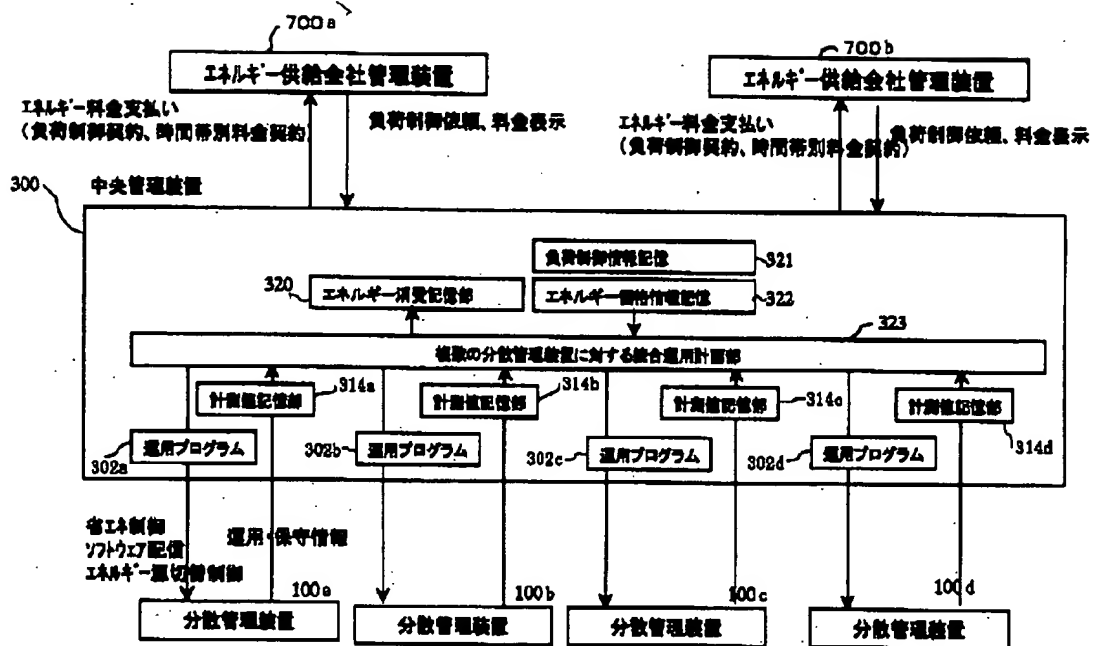 700a
エネルギー供給会社管理装置
700b
エネルギー供給会社管理装置
エネルギー料金支払い
(負荷制御契約、時間帯別料金契約)
負荷制御依頼、料金表示
エネルギー料金支払い
(負荷制御契約、時間帯別料金契約)
負荷制御依頼、料金表示
300
中央管理装置
負荷制御情報記憶
321
320
エネルギー消費記憶部
エネルギー価格情報記憶
322
323
複数の分散管理装置に対する統合運用計画部
計測値記憶部
314a
計測値記憶部
314b
計測値記憶部
314c
計測値記憶部
314d
302a
運用プログラム
302b
運用プログラム
302c
運用プログラム
302d
運用プログラム
省エネ制御
ソフトウェア配信
エネルギー源切替制御
運用・保守情報
100a
分散管理装置
100b
分散管理装置
100c
分散管理装置
100d
分散管理装置